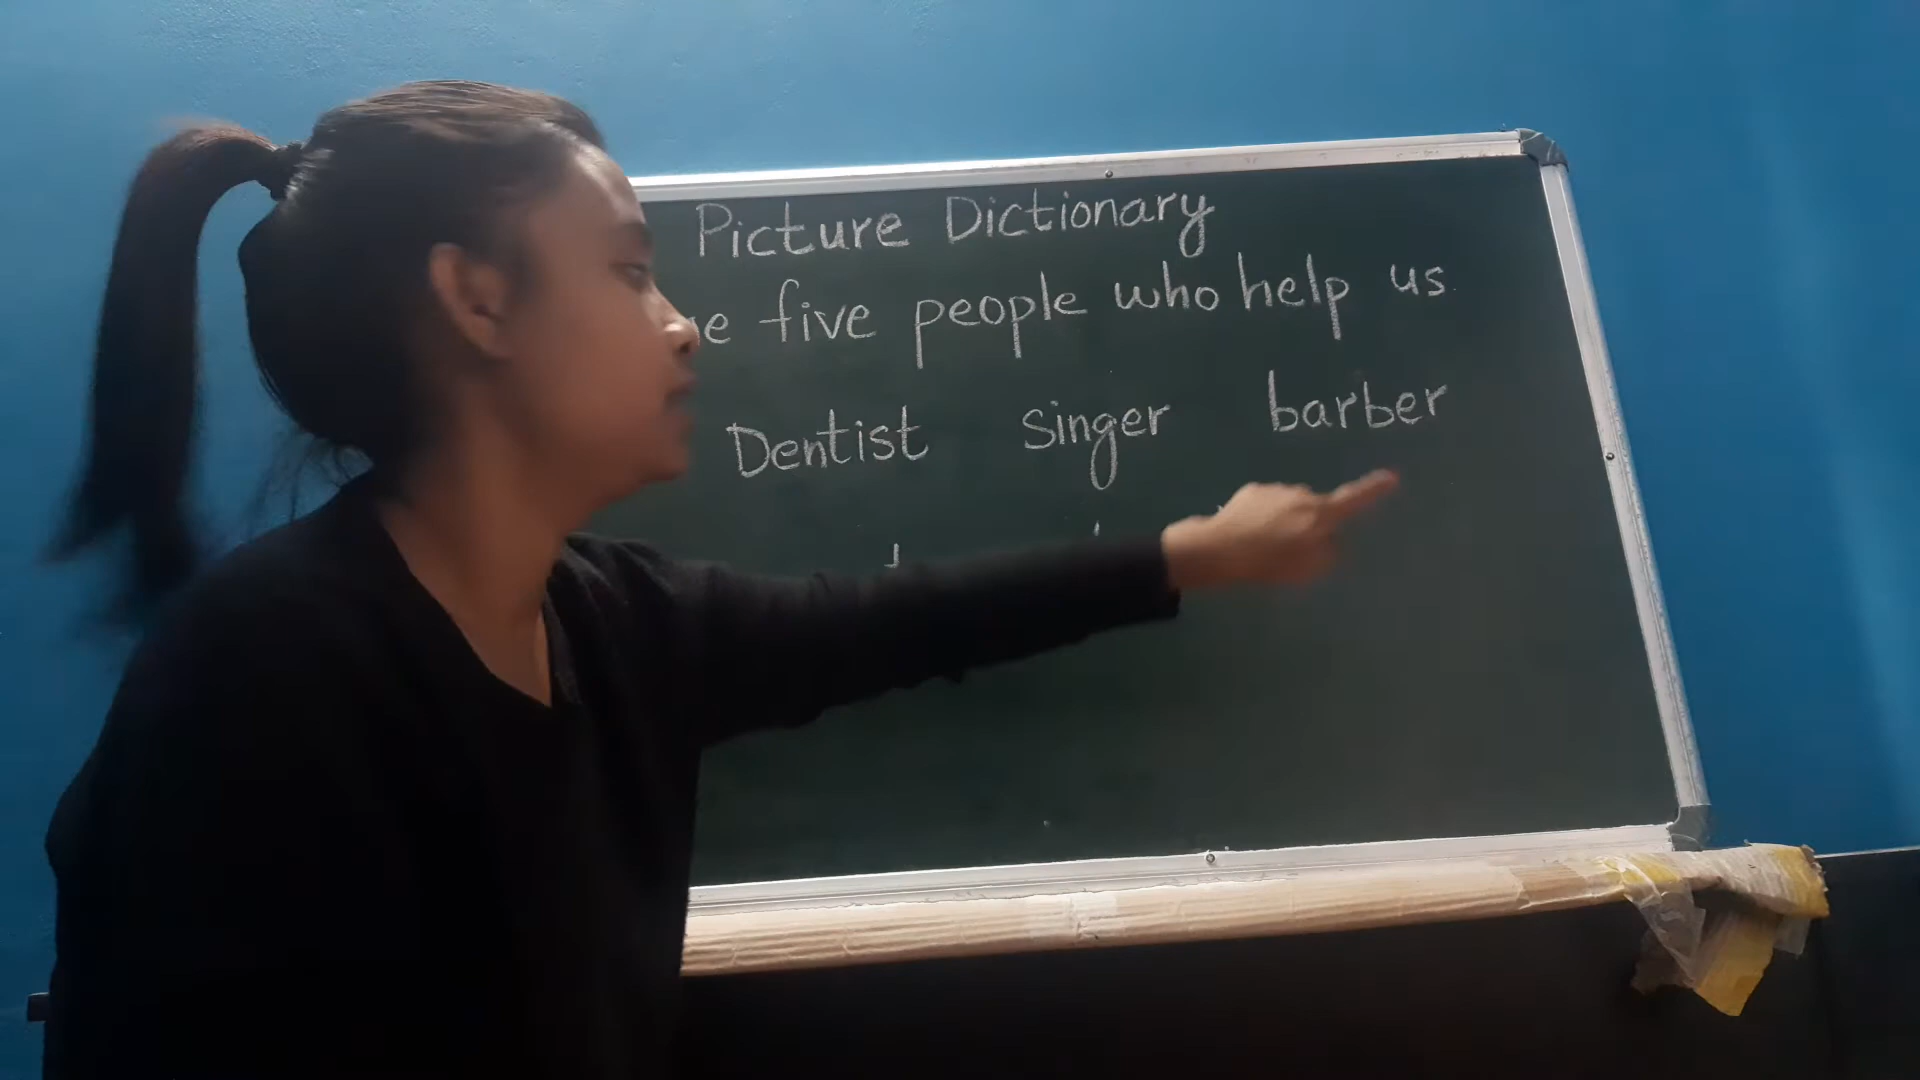 Picture Dictionary
five people who help us
Dentist singer barber